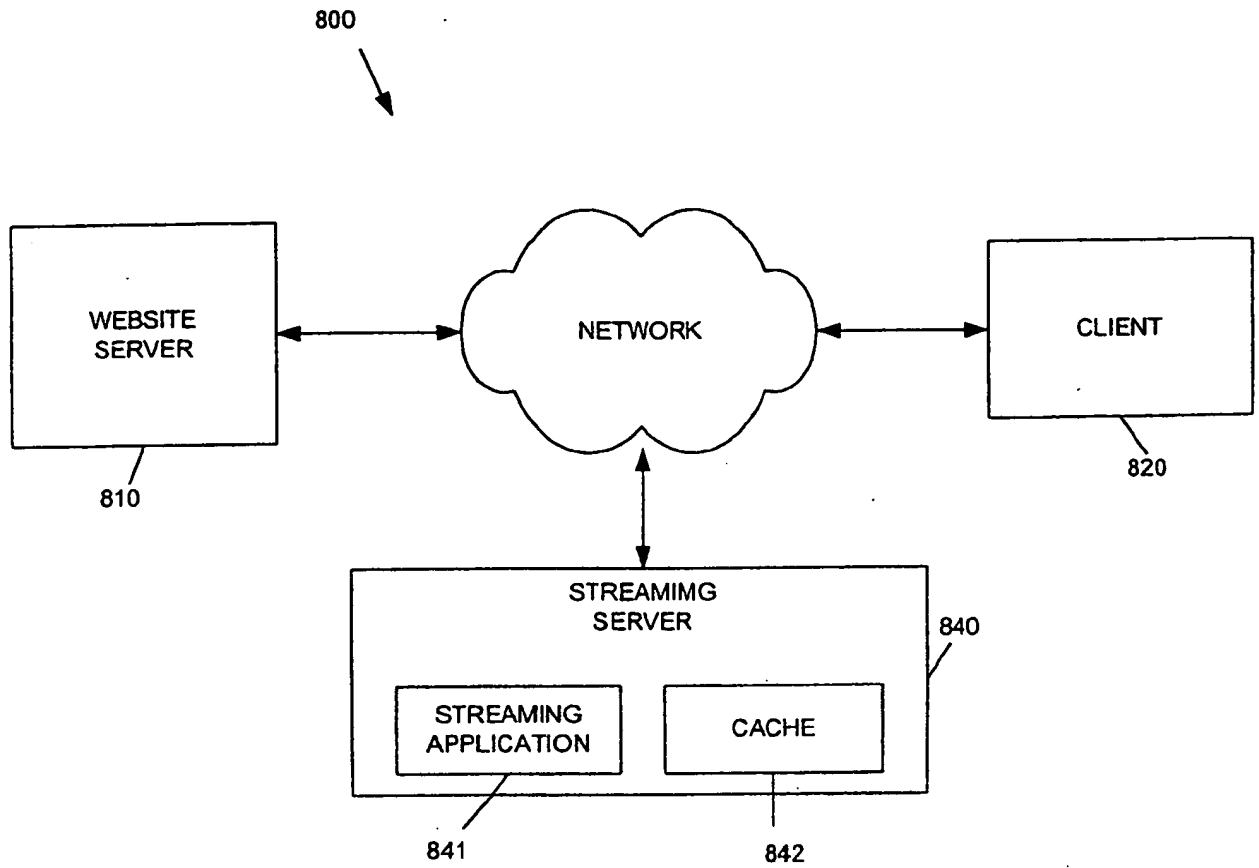 800
WEBSITE
SERVER
NETWORK
CLIENT
810
820
STREAMIMG
SERVER
840
STREAMING
APPLICATION
CACHE
841
842